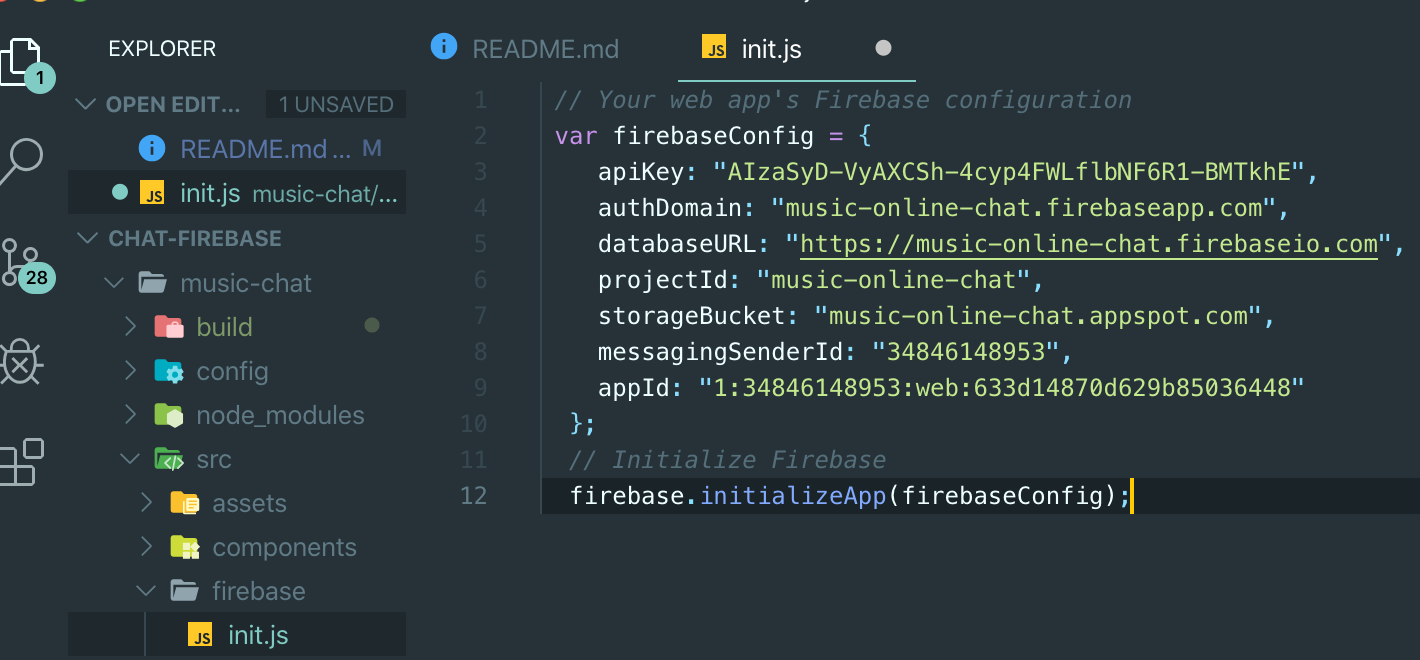 EXPLORER
OPEN EDIT... 1 UNSAVED
README.md ... M
init.js music-chat/...
CHAT-FIREBASE
music-chat
build
config
node_modules
src
assets
components
firebase
init.js
1
28
README.md
init.js
1 // Your web app's Firebase configuration
2 var firebaseConfig = {
3 apiKey: "AIzaSyD-VyAXCSh-4cyp4FWLflbNF6R1-BMTkhE",
4 authDomain: "music-online-chat.firebaseapp.com",
5 databaseURL: "https://music-online-chat.firebaseio.com",
6 projectId: "music-online-chat",
7 storageBucket: "music-online-chat.appspot.com",
8 messagingSenderId: "34846148953",
9 appId: "1:34846148953:web:633d14870d629b85036448"
10 };
11 // Initialize Firebase
12 firebase.initializeApp(firebaseConfig);